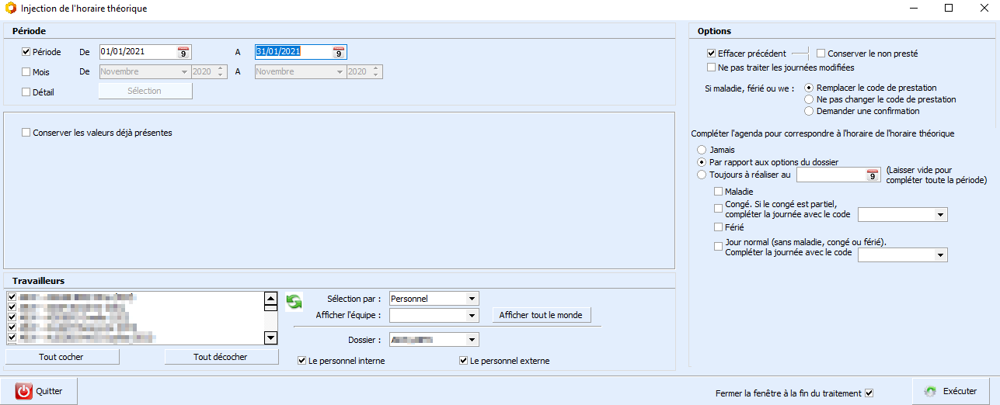 Injection de l'horaire théorique
Période
Période De 01/01/2021 9 A 31/01/2021 9
Mois De Novembre 2020 A Novembre 2020
Détail Sélection
Conserver les valeurs déjà présentes
Travailleurs
Sélection par : Personnel
Afficher l'équipe : Afficher tout le monde
Dossier :
Tout cocher Tout décocher
Le personnel interne Le personnel externe
Options
Effacer précédent Conserver le non presté
Ne pas traiter les journées modifiées
Si maladie, férié ou we : Remplacer le code de prestation
Ne pas changer le code de prestation
Demander une confirmation
Compléter l'agenda pour correspondre à l'horaire de l'horaire théorique
Jamais
Par rapport aux options du dossier
Toujours à réaliser au 9 (Laisser vide pour
compléter toute la période)
Maladie
Congé. Si le congé est partiel,
compléter la journée avec le code
Férié
Jour normal (sans maladie, congé ou férié).
Compléter la journée avec le code
Quitter
Fermer la fenêtre à la fin du traitement
Exécuter